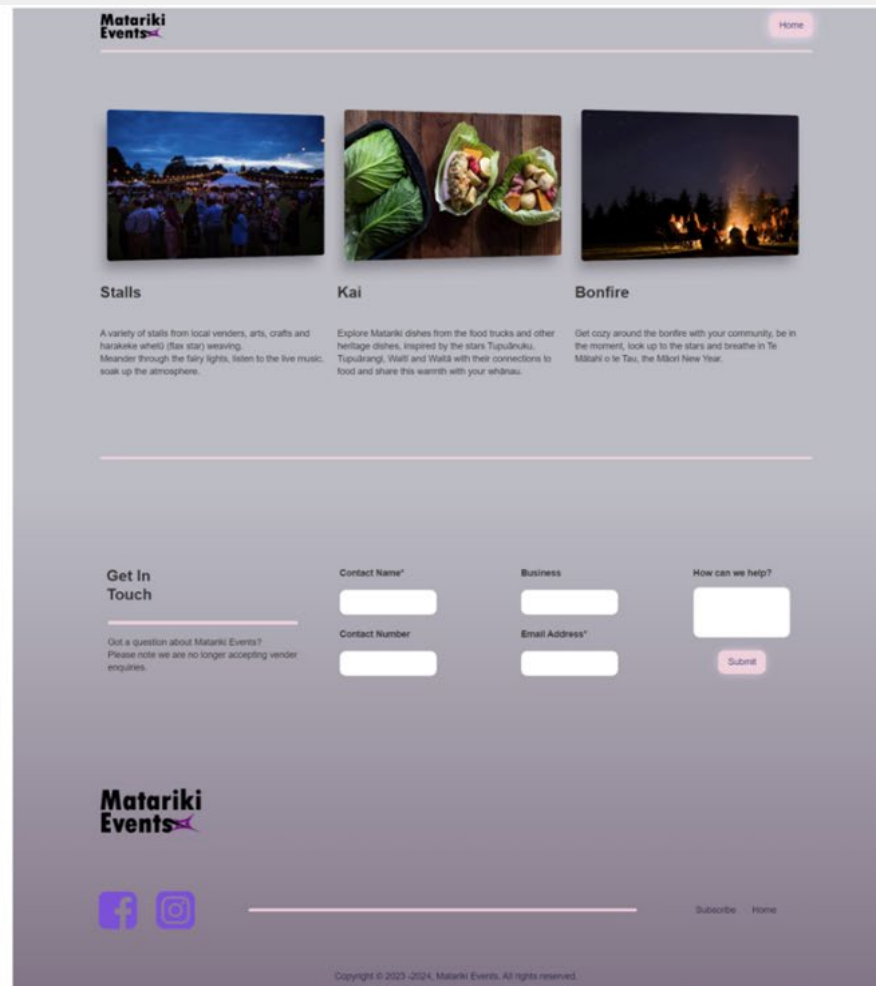 Matariki
Events
Home
Stalls
Kai
Bonfire
A variety of stalls from local venders, arts, crafts and
harakeke whetū (flax star) weaving.
Meander through the fairy lights, listen to the live music,
soak up the atmosphere.
Explore Matariki dishes from the food trucks and other
heritage dishes, inspired by the stars Tupuānuku,
Tupuārangi, Waitī and Waitā with their connections to
food and share this warmth with your whānau.
Get cozy around the bonfire with your community, be in
the moment, look up to the stars and breathe in Te
Mātahi o te Tau, the Māori New Year.
Get In
Touch
Got a question about Matariki Events?
Please note we are no longer accepting vender
enquiries.
Contact Name*
Business
How can we help?
Contact Number
Email Address*
Submit
Matariki
Events
Subscribe
Home
Copyright © 2023 -2024, Matariki Events. All rights reserved.